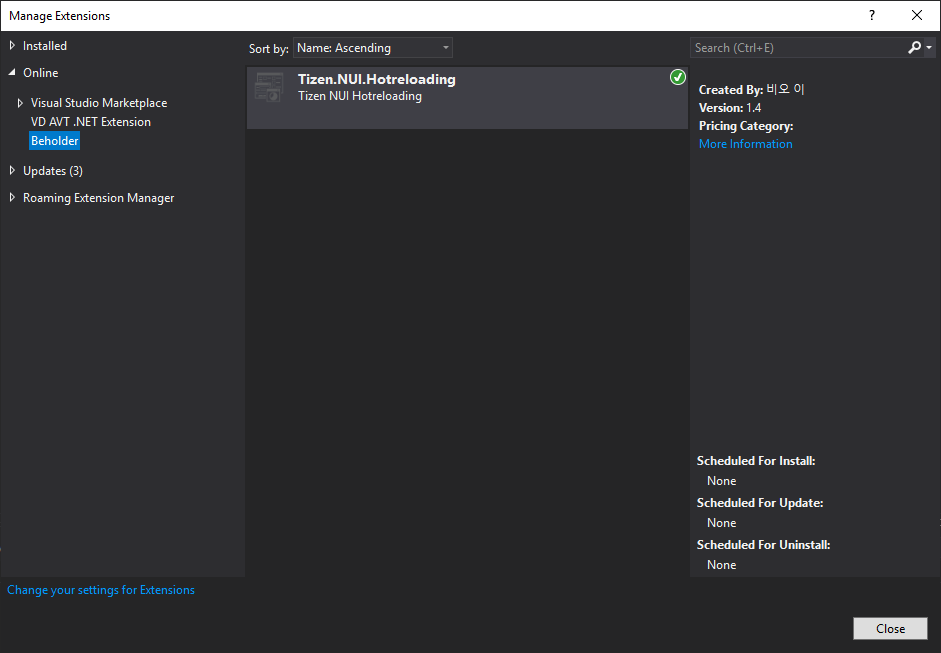 Manage Extensions
?
Installed
Online
Visual Studio Marketplace
VD AVT .NET Extension
Beholder
Updates (3)
Roaming Extension Manager
Sort by: Name: Ascending
Tizen.NUI.Hotreloading
Tizen NUI Hotreloading
Search (Ctrl+E)
Created By: 비오 이
Version: 1.4
Pricing Category:
More Information
Scheduled For Install:
None
Scheduled For Update:
None
Scheduled For Uninstall:
None
Change your settings for Extensions
Close